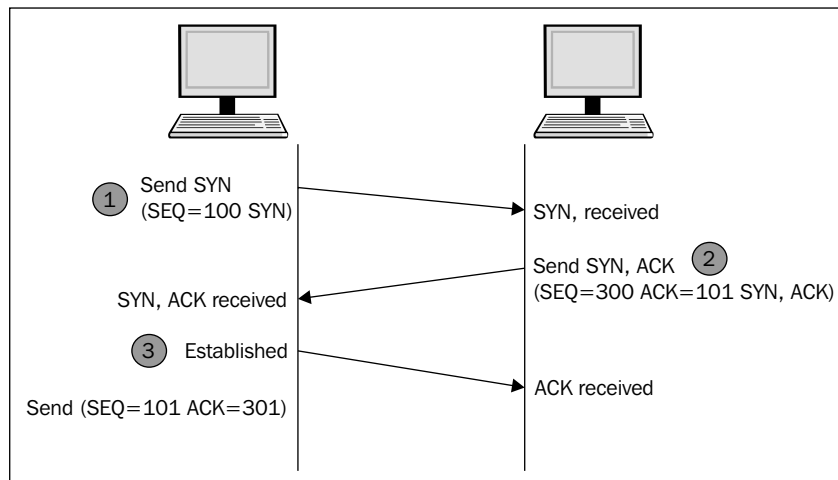 1
Send SYN
(SEQ=100 SYN)
SYN, received
Send SYN, ACK
2
(SEQ=300 ACK=101 SYN, ACK)
SYN, ACK received
3
Established
ACK received
Send (SEQ=101 ACK=301)